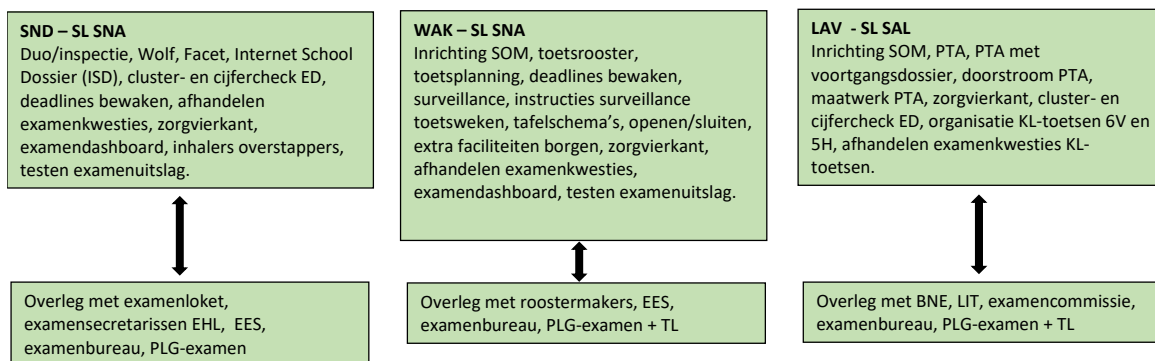 SND – SL SNA
Duo/inspectie, Wolf, Facet, Internet School
Dossier (ISD), cluster- en cijfercheck ED,
deadlines bewaken, afhandelen
examenkwesties, zorgvierkant,
examendashboard, inhalers overstappers,
testen examenuitslag.
WAK – SL SNA
Inrichting SOM, toetsrooster,
toetsplanning, deadlines bewaken,
surveillance, instructies surveillance
toetsweken, tafelschema’s, openen/sluiten,
extra faciliteiten borgen, zorgvierkant,
afhandelen examenkwesties,
examendashboard, testen examenuitslag.
LAV - SL SAL
Inrichting SOM, PTA, PTA met
voortgangsdossier, doorstroom PTA,
maatwerk PTA, zorgvierkant, cluster- en
cijfercheck ED, organisatie KL-toetsen 6V en
5H, afhandelen examenkwesties KL-
toetsen.
Overleg met examenloket,
examensecretarissen EHL, EES,
examenbureau, PLG-examen
Overleg met roostermakers, EES,
examenbureau, PLG-examen + TL
Overleg met BNE, LIT, examencommissie,
examenbureau, PLG-examen + TL